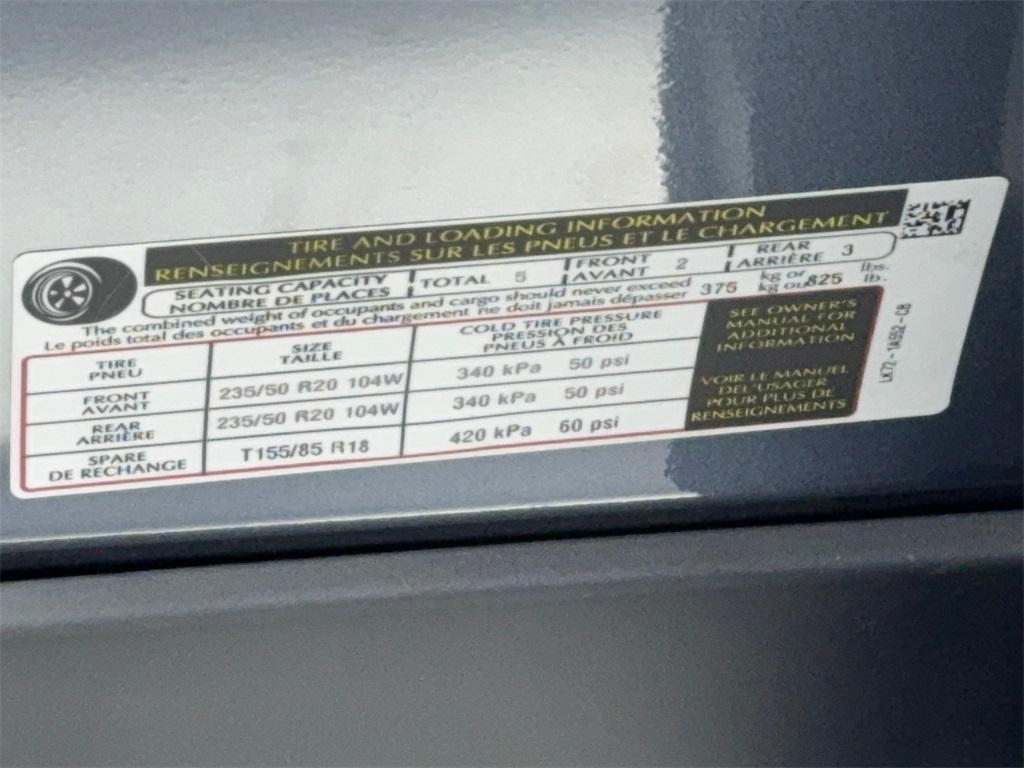 TIRE AND LOADING INFORMATION
RENSEIGNEMENTS SUR LES PNEUS ET LE CHARGEMENT
SEATING CAPACITY
NOMBRE DE PLACES
TOTAL 5
FRONT
AVANT
2
REAR
ARRIÈRE
3
The combined weight of occupants and cargo should never exceed
Le poids total des occupants et du chargement ne doit jamais dépasser
375
kg or
kg ou
825
lbs.
lb.
TIRE
PNEU
SIZE
TAILLE
COLD TIRE PRESSURE
PRESSION DES
PNEUS À FROID
FRONT
AVANT
235/50 R20 104W
340 kPa 50 psi
REAR
ARRIÈRE
235/50 R20 104W
340 kPa 50 psi
SPARE
DE RECHANGE
T155/85 R18
420 kPa 60 psi
SEE OWNER'S
MANUAL FOR
ADDITIONAL
INFORMATION
VOIR LE MANUEL
DE L'USAGER
POUR PLUS DE
RENSEIGNEMENTS
LK72-1A552-CB